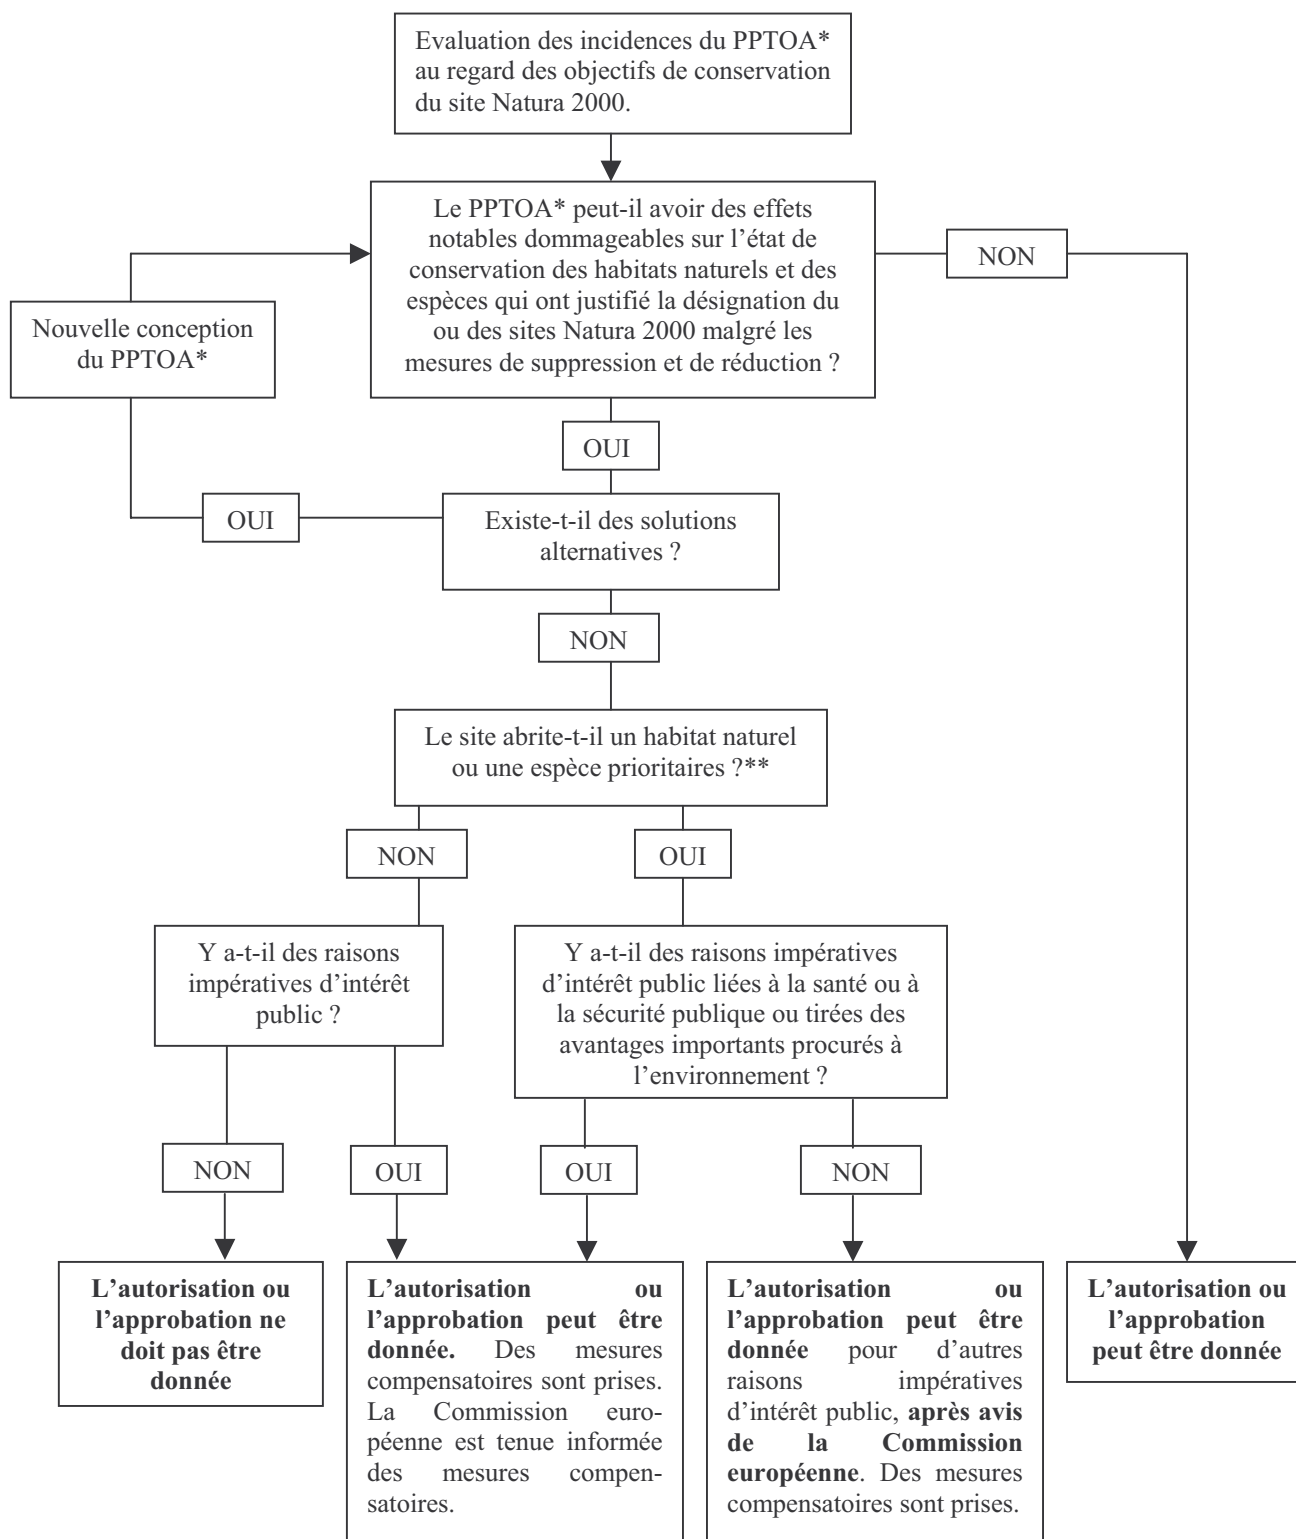 Evaluation des incidences du PPTOA*
au regard des objectifs de conservation
du site Natura 2000.
Le PPTOA* peut-il avoir des effets
notables dommageables sur l’état de
conservation des habitats naturels et des
espèces qui ont justifié la désignation du
ou des sites Natura 2000 malgré les
mesures de suppression et de réduction ?
NON
Nouvelle conception
du PPTOA*
OUI
OUI
Existe-t-il des solutions
alternatives ?
NON
Le site abrite-t-il un habitat naturel
ou une espèce prioritaires ?**
NON
OUI
Y a-t-il des raisons
impératives d’intérêt
public ?
Y a-t-il des raisons impératives
d’intérêt public liées à la santé ou à
la sécurité publique ou tirées des
avantages importants procurés à
l’environnement ?
NON
OUI
OUI
NON
L’autorisation ou
l’approbation ne
doit pas être
donnée
L’autorisation ou
l’approbation peut être
donnée. Des mesures
compensatoires sont prises.
La Commission euro-
péenne est tenue informée
des mesures compen-
satoires.
L’autorisation ou
l’approbation peut être
donnée pour d’autres
raisons impératives
d’intérêt public, après avis
de la Commission
européenne. Des mesures
compensatoires sont prises.
L’autorisation ou
l’approbation
peut être donnée